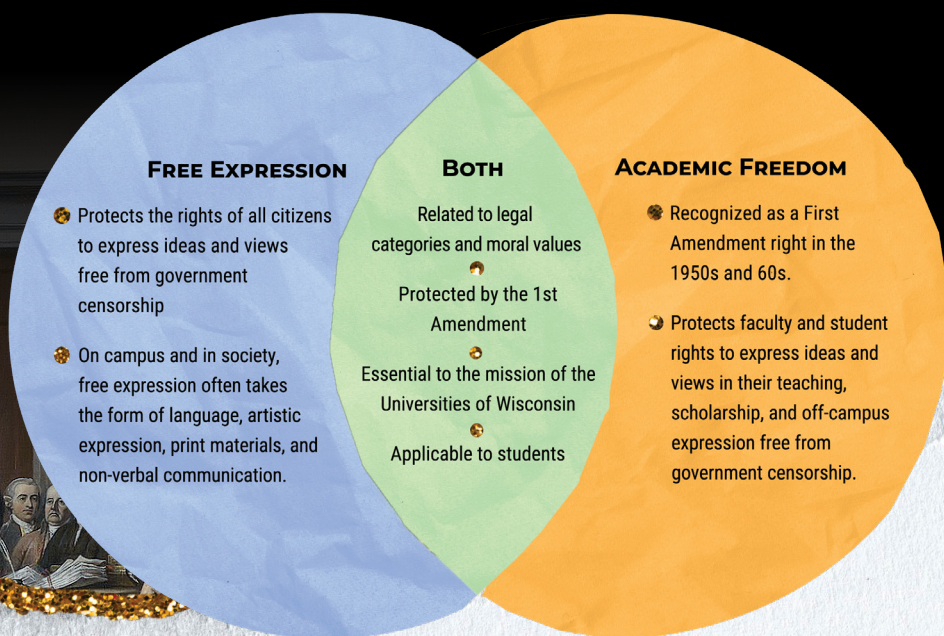 FREE EXPRESSION
Protects the rights of all citizens
to express ideas and views
free from government
censorship
On campus and in society,
free expression often takes
the form of language, artistic
expression, print materials, and
non-verbal communication.
BOTH
Related to legal
categories and moral values
Protected by the 1st
Amendment
Essential to the mission of the
Universities of Wisconsin
Applicable to students
ACADEMIC FREEDOM
Recognized as a First
Amendment right in the
1950s and 60s.
Protects faculty and student
rights to express ideas and
views in their teaching,
scholarship, and off-campus
expression free from
government censorship.